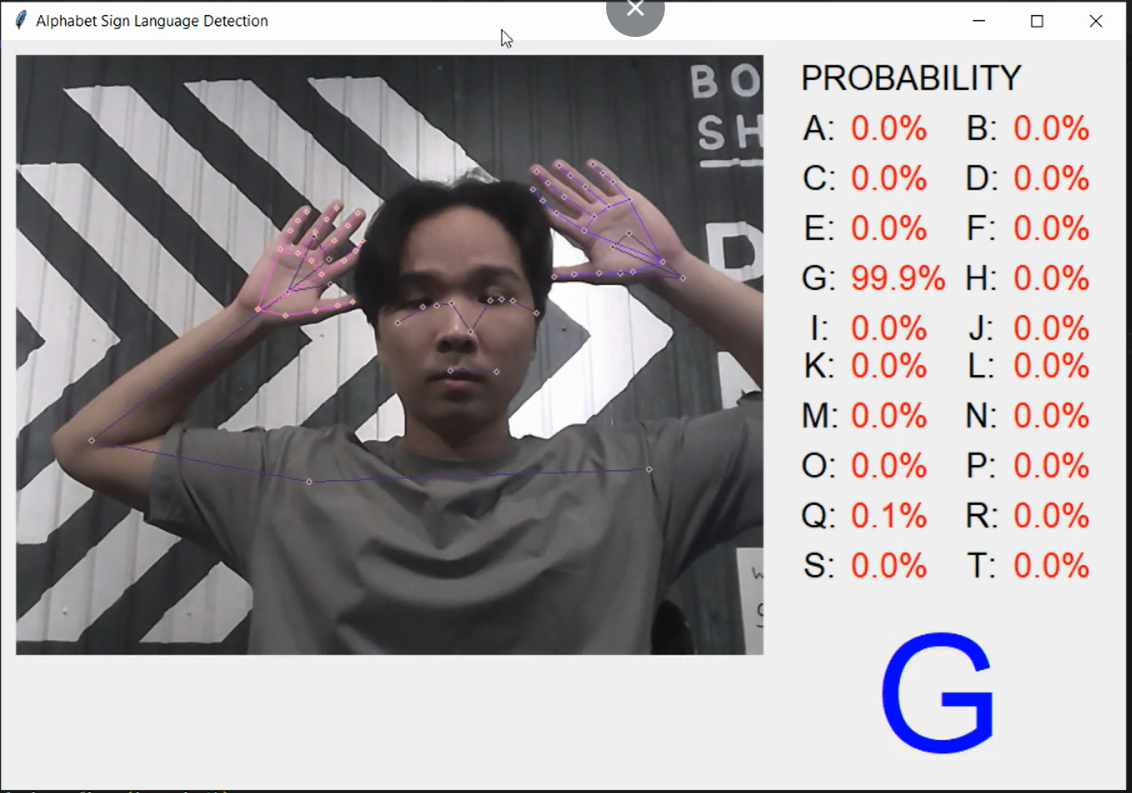 Alphabet Sign Language Detection
BO
SH
PROBABILITY
A: 0.0% B: 0.0%
C: 0.0% D: 0.0%
E: 0.0% F: 0.0%
G: 99.9% H: 0.0%
I: 0.0% J: 0.0%
K: 0.0% L: 0.0%
M: 0.0% N: 0.0%
O: 0.0% P: 0.0%
Q: 0.1% R: 0.0%
S: 0.0% T: 0.0%
G